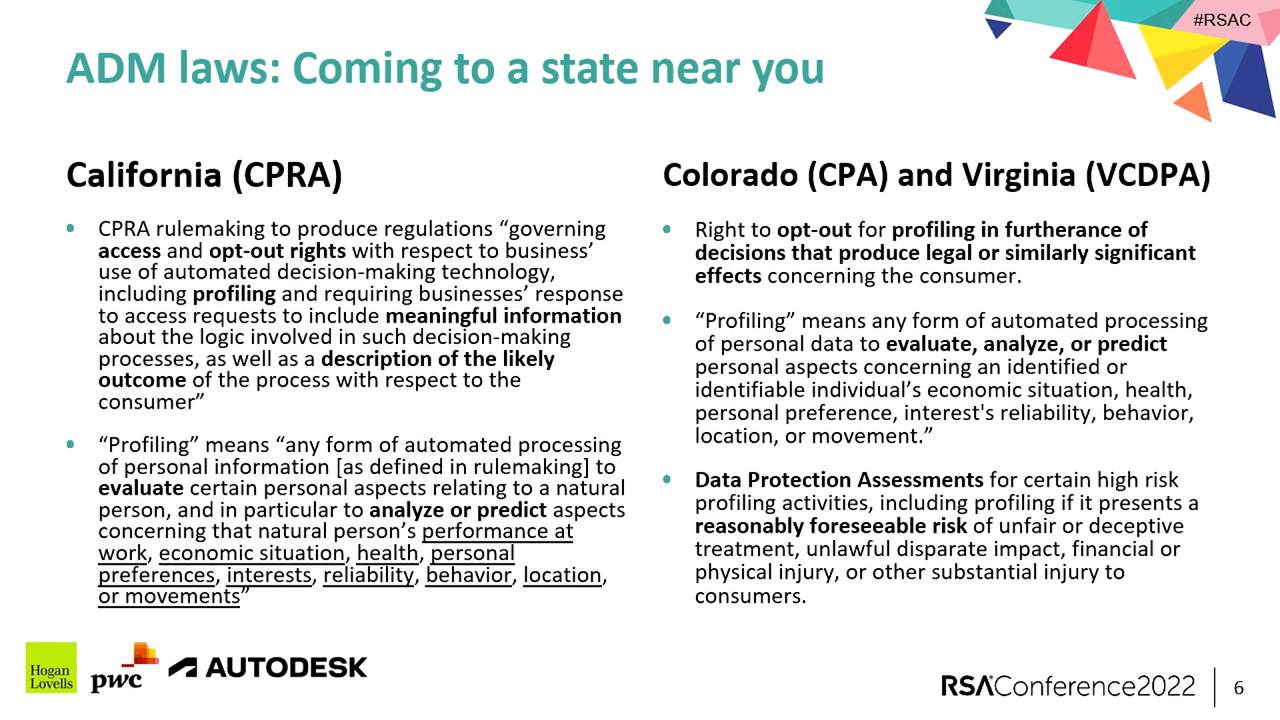 #RSAC
ADM laws: Coming to a state near you
California (CPRA)
• CPRA rulemaking to produce regulations “governing
access and opt-out rights with respect to business’
use of automated decision-making technology,
including profiling and requiring businesses’ response
to access requests to include meaningful information
about the logic involved in such decision-making
processes, as well as a description of the likely
outcome of the process with respect to the
consumer”
• “Profiling” means “any form of automated processing
of personal information [as defined in rulemaking] to
evaluate certain personal aspects relating to a natural
person, and in particular to analyze or predict aspects
concerning that natural person’s performance at
work, economic situation, health, personal
preferences, interests, reliability, behavior, location,
or movements”
Colorado (CPA) and Virginia (VCDPA)
• Right to opt-out for profiling in furtherance of
decisions that produce legal or similarly significant
effects concerning the consumer.
• “Profiling” means any form of automated processing
of personal data to evaluate, analyze, or predict
personal aspects concerning an identified or
identifiable individual’s economic situation, health,
personal preference, interest's reliability, behavior,
location, or movement.”
• Data Protection Assessments for certain high risk
profiling activities, including profiling if it presents a
reasonably foreseeable risk of unfair or deceptive
treatment, unlawful disparate impact, financial or
physical injury, or other substantial injury to
consumers.
Hogan
Lovells
pwc
AUTODESK
RSAConference2022
6